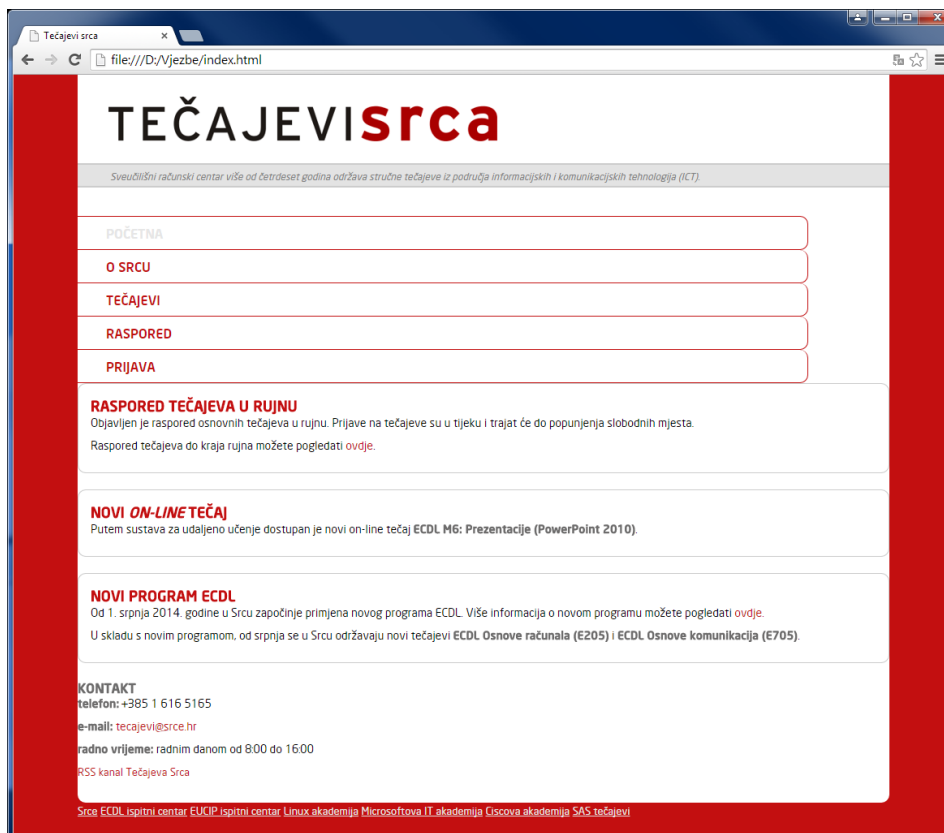 Tečajevi srca
file:///D:/Vjezbe/index.html
TEČAJEVIsrca
Sveučilišni računski centar više od četrdeset godina održava stručne tečajeve iz područja informacijskih i komunikacijskih tehnologija (ICT).
POČETNA
O SRCU
TEČAJEVI
RASPORED
PRIJAVA
RASPORED TEČAJEVA U RUJNU
Objavljen je raspored osnovnih tečajeva u rujnu. Prijave na tečajeve su u tijeku i trajat će do popunjenja slobodnih mjesta.
Raspored tečajeva do kraja rujna možete pogledati ovdje.
NOVI ON-LINE TEČAJ
Putem sustava za udaljeno učenje dostupan je novi on-line tečaj ECDL M6: Prezentacije (PowerPoint 2010).
NOVI PROGRAM ECDL
Od 1. srpnja 2014. godine u Srcu započinje primjena novog programa ECDL. Više informacija o novom programu možete pogledati ovdje.
U skladu s novim programom, od srpnja se u Srcu održavaju novi tečajevi ECDL Osnove računala (E205) i ECDL Osnove komunikacija (E705).
KONTAKT
telefon: +385 1 616 5165
e-mail: tecajevi@srce.hr
radno vrijeme: radnim danom od 8:00 do 16:00
RSS kanal Tečajeva Srca
Srce ECDL ispitni centar EUCIP ispitni centar Linux akademija Microsoftova IT akademija Ciscova akademija SAS tečajevi